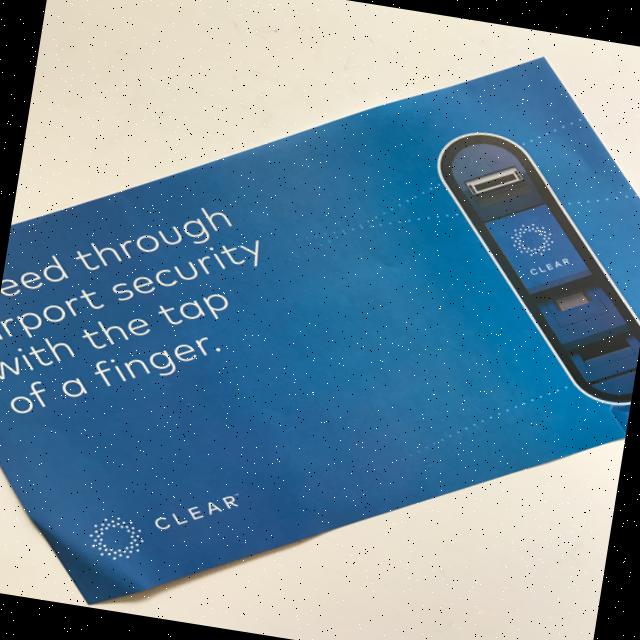 eed through
rport security
with the tap
of a finger.
CLEAR
CLEAR